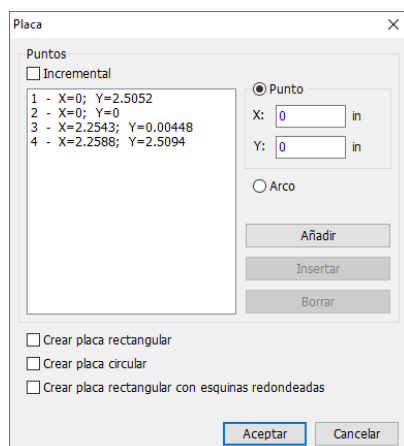 Placa
Puntos
Incremental
1 - X=0; Y=2.5052
2 - X=0; Y=0
3 - X=2.2543; Y=0.00448
4 - X=2.2588; Y=2.5094
Punto
X: 0 in
Y: 0 in
Arco
Añadir
Insertar
Borrar
Crear placa rectangular
Crear placa circular
Crear placa rectangular con esquinas redondeadas
Aceptar Cancelar